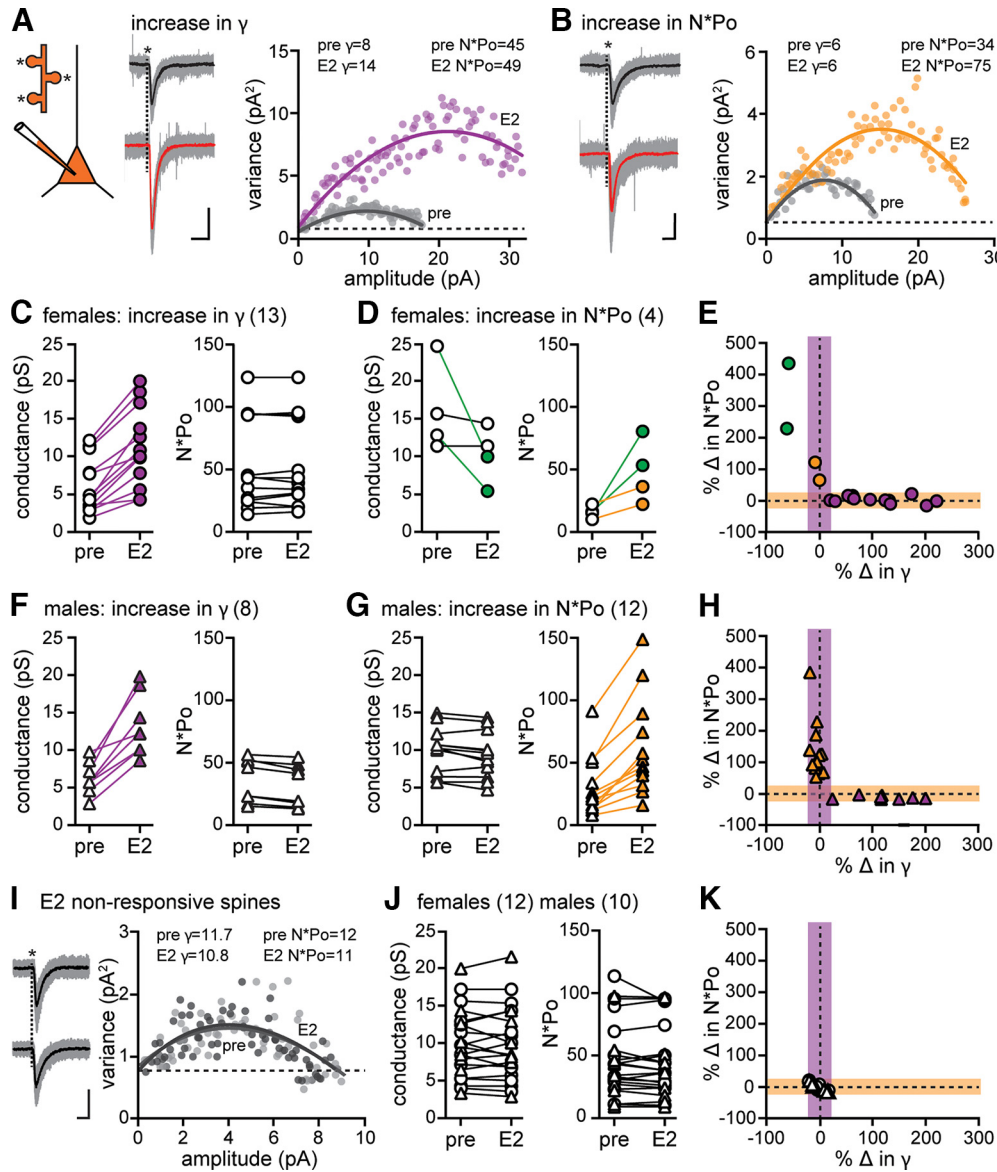 A
increase in γ
*
*
*
*
variance (pA²)
15
10
5
0
pre γ=8
E2 γ=14
pre N*Po=45
E2 N*Po=49
E2
pre
0
10
20
30
amplitude (pA)
B
increase in N*Po
*
variance (pA²)
6
4
2
0
pre γ=6
E2 γ=6
pre N*Po=34
E2 N*Po=75
E2
pre
0
10
20
30
amplitude (pA)
C
females: increase in γ (13)
conductance (pS)
25
20
15
10
5
0
pre
E2
N*Po
150
100
50
0
pre
E2
D
females: increase in N*Po (4)
conductance (pS)
25
20
15
10
5
0
pre
E2
N*Po
150
100
50
0
pre
E2
E
% Δ in N*Po
500
400
300
200
100
0
-100
-100
0
100
200
300
% Δ in γ
F
males: increase in γ (8)
conductance (pS)
25
20
15
10
5
0
pre
E2
N*Po
150
100
50
0
pre
E2
G
males: increase in N*Po (12)
conductance (pS)
25
20
15
10
5
0
pre
E2
N*Po
150
100
50
0
pre
E2
H
% Δ in N*Po
500
400
300
200
100
0
-100
-100
0
100
200
300
% Δ in γ
I
E2 non-responsive spines
*
variance (pA²)
3
2
1
0
pre γ=11.7
E2 γ=10.8
pre N*Po=12
E2 N*Po=11
E2
pre
0
2
4
6
8
10
amplitude (pA)
J
females (12) males (10)
conductance (pS)
25
20
15
10
5
0
pre
E2
N*Po
150
100
50
0
pre
E2
K
% Δ in N*Po
500
400
300
200
100
0
-100
-100
0
100
200
300
% Δ in γ